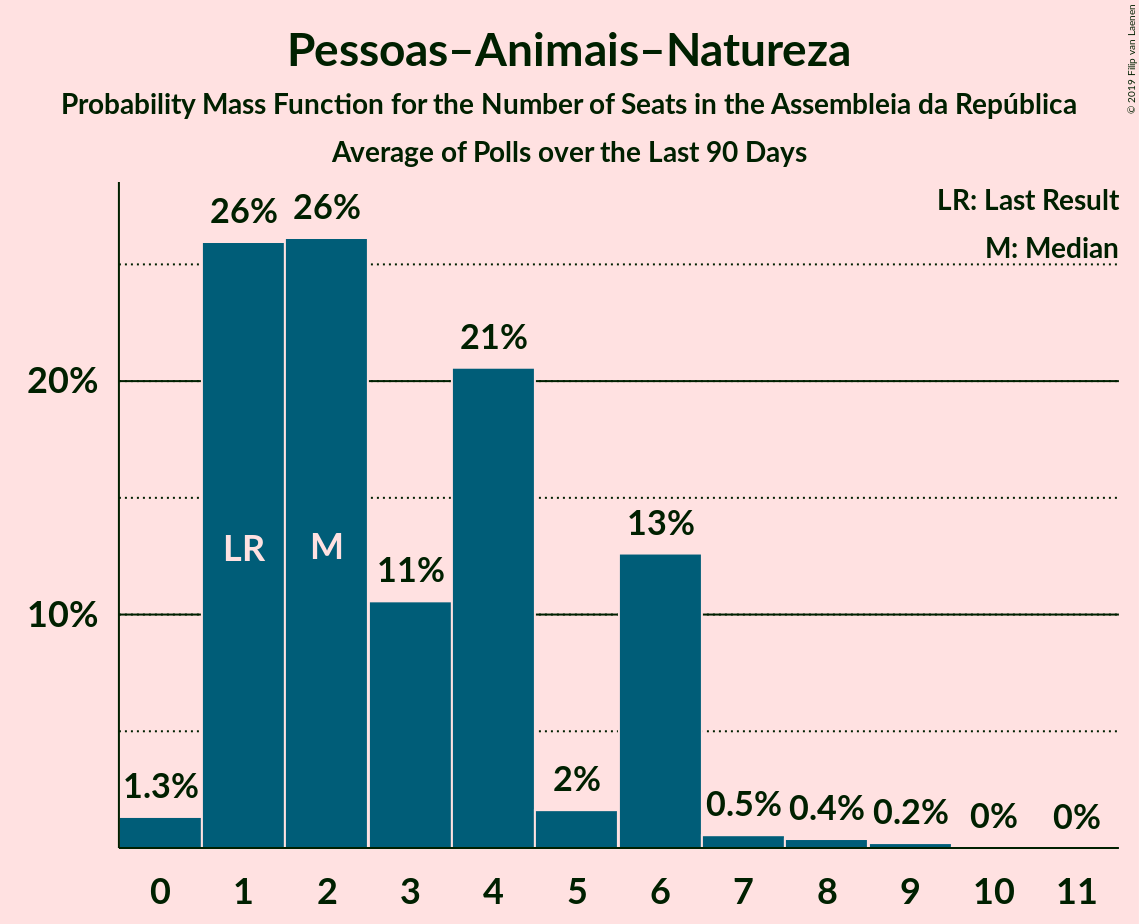 Pessoas–Animais–Natureza
Probability Mass Function for the Number of Seats in the Assembleia da República
Average of Polls over the Last 90 Days
© 2019 Filip van Laenen
LR: Last Result
M: Median
26%
26%
21%
20%
13%
LR
M
11%
10%
1.3%
2%
0.5%
0.4%
0.2%
0%
0%
0 1 2 3 4 5 6 7 8 9 10 11